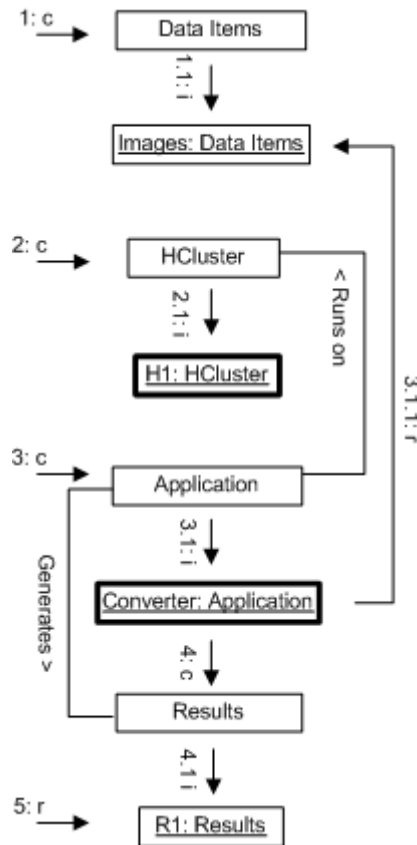 1: c
Data Items
1.1: i
Images: Data Items
2: c
HCluster
< Runs on
2.1: i
H1: HCluster
3.1.1: r
3: c
Application
3.1: i
Generates >
Converter: Application
4: c
Results
4.1 i
5: r
R1: Results